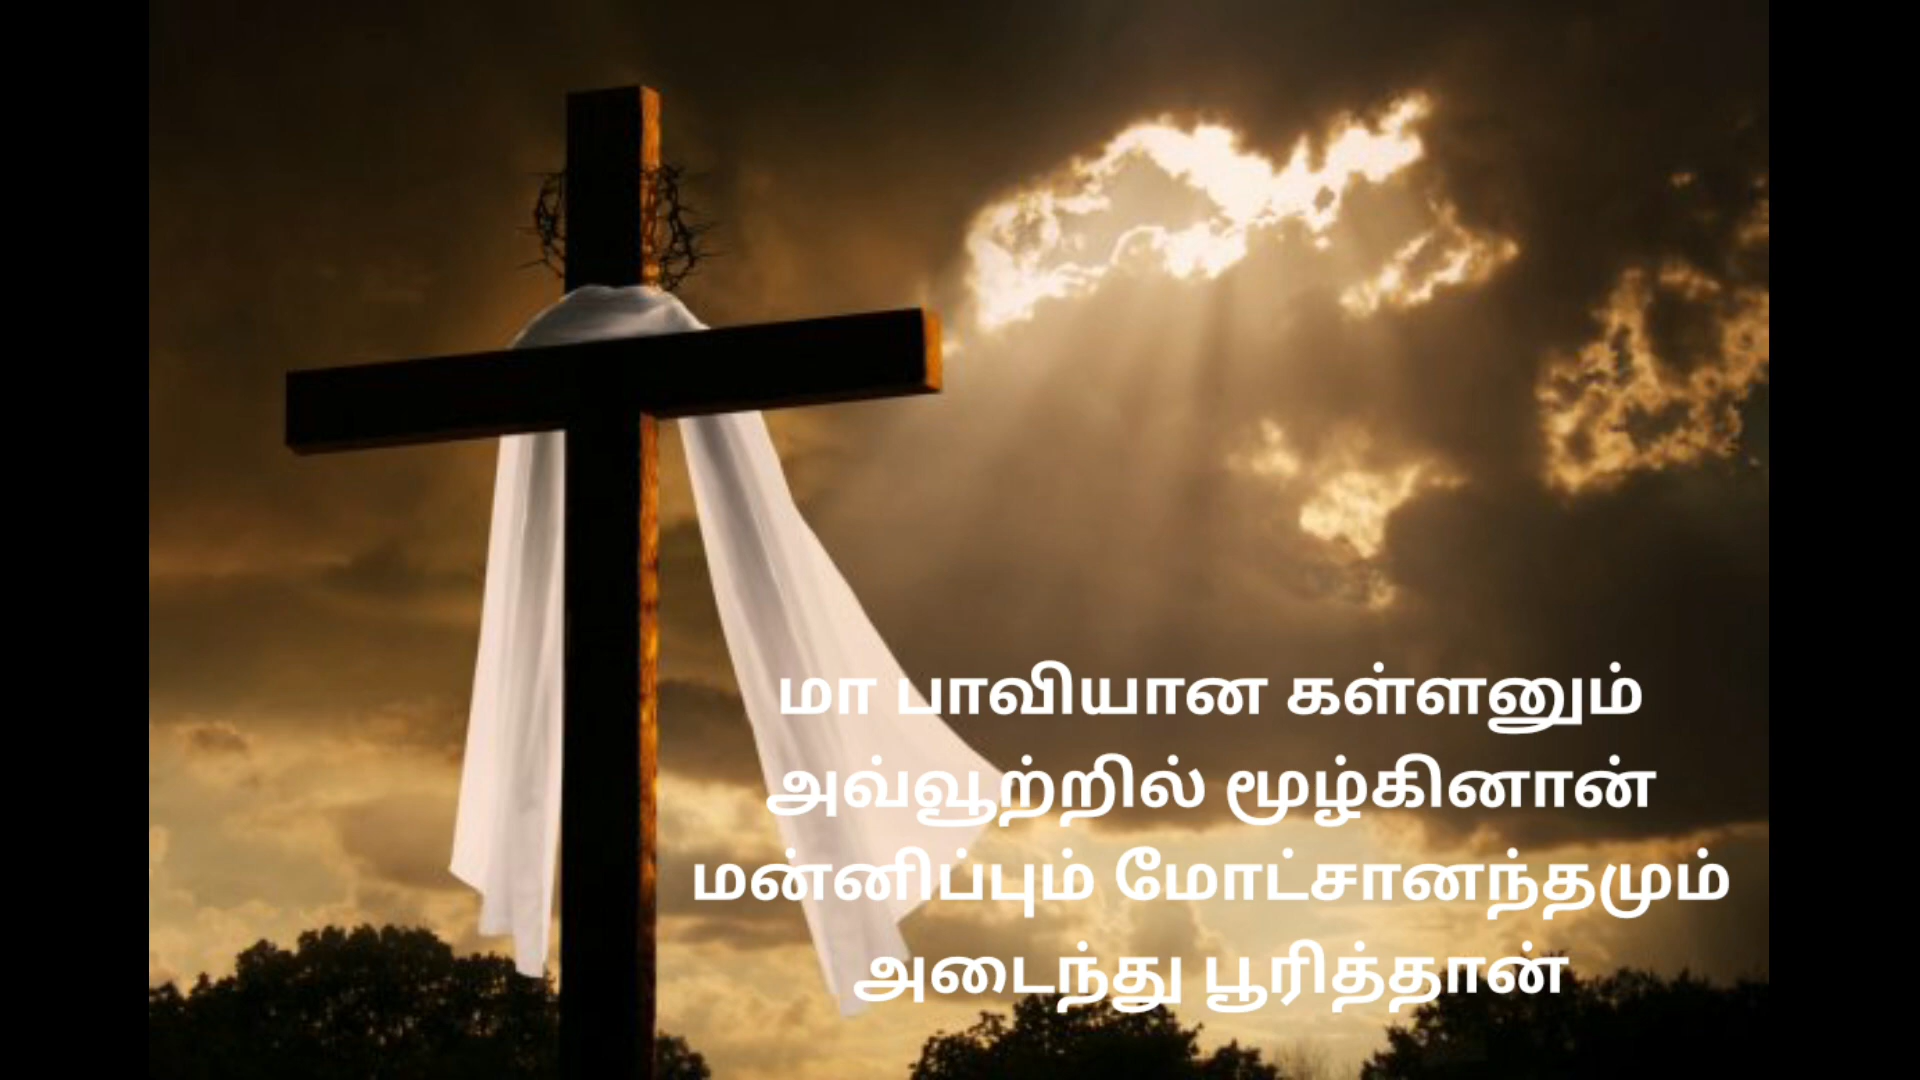 மா பாவியான கள்ளனும்
அவ்வூற்றில் மூழ்கினான்
மன்னிப்பும் மோட்சானந்தமும்
அடைந்து பூரித்தான்